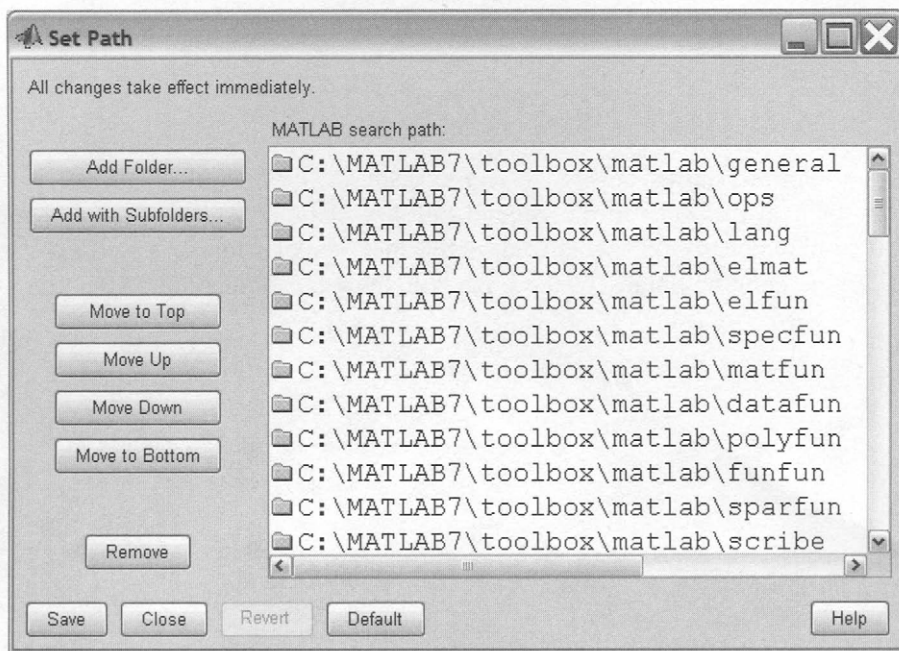 Set Path
All changes take effect immediately.
MATLAB search path:
Add Folder...
Add with Subfolders...
Move to Top
Move Up
Move Down
Move to Bottom
Remove
C:\MATLAB7\toolbox\matlab\general
C:\MATLAB7\toolbox\matlab\ops
C:\MATLAB7\toolbox\matlab\lang
C:\MATLAB7\toolbox\matlab\elmat
C:\MATLAB7\toolbox\matlab\elfun
C:\MATLAB7\toolbox\matlab\specfun
C:\MATLAB7\toolbox\matlab\matfun
C:\MATLAB7\toolbox\matlab\datafun
C:\MATLAB7\toolbox\matlab\polyfun
C:\MATLAB7\toolbox\matlab\funfun
C:\MATLAB7\toolbox\matlab\sparfun
C:\MATLAB7\toolbox\matlab\scribe
Save
Close
Revert
Default
Help